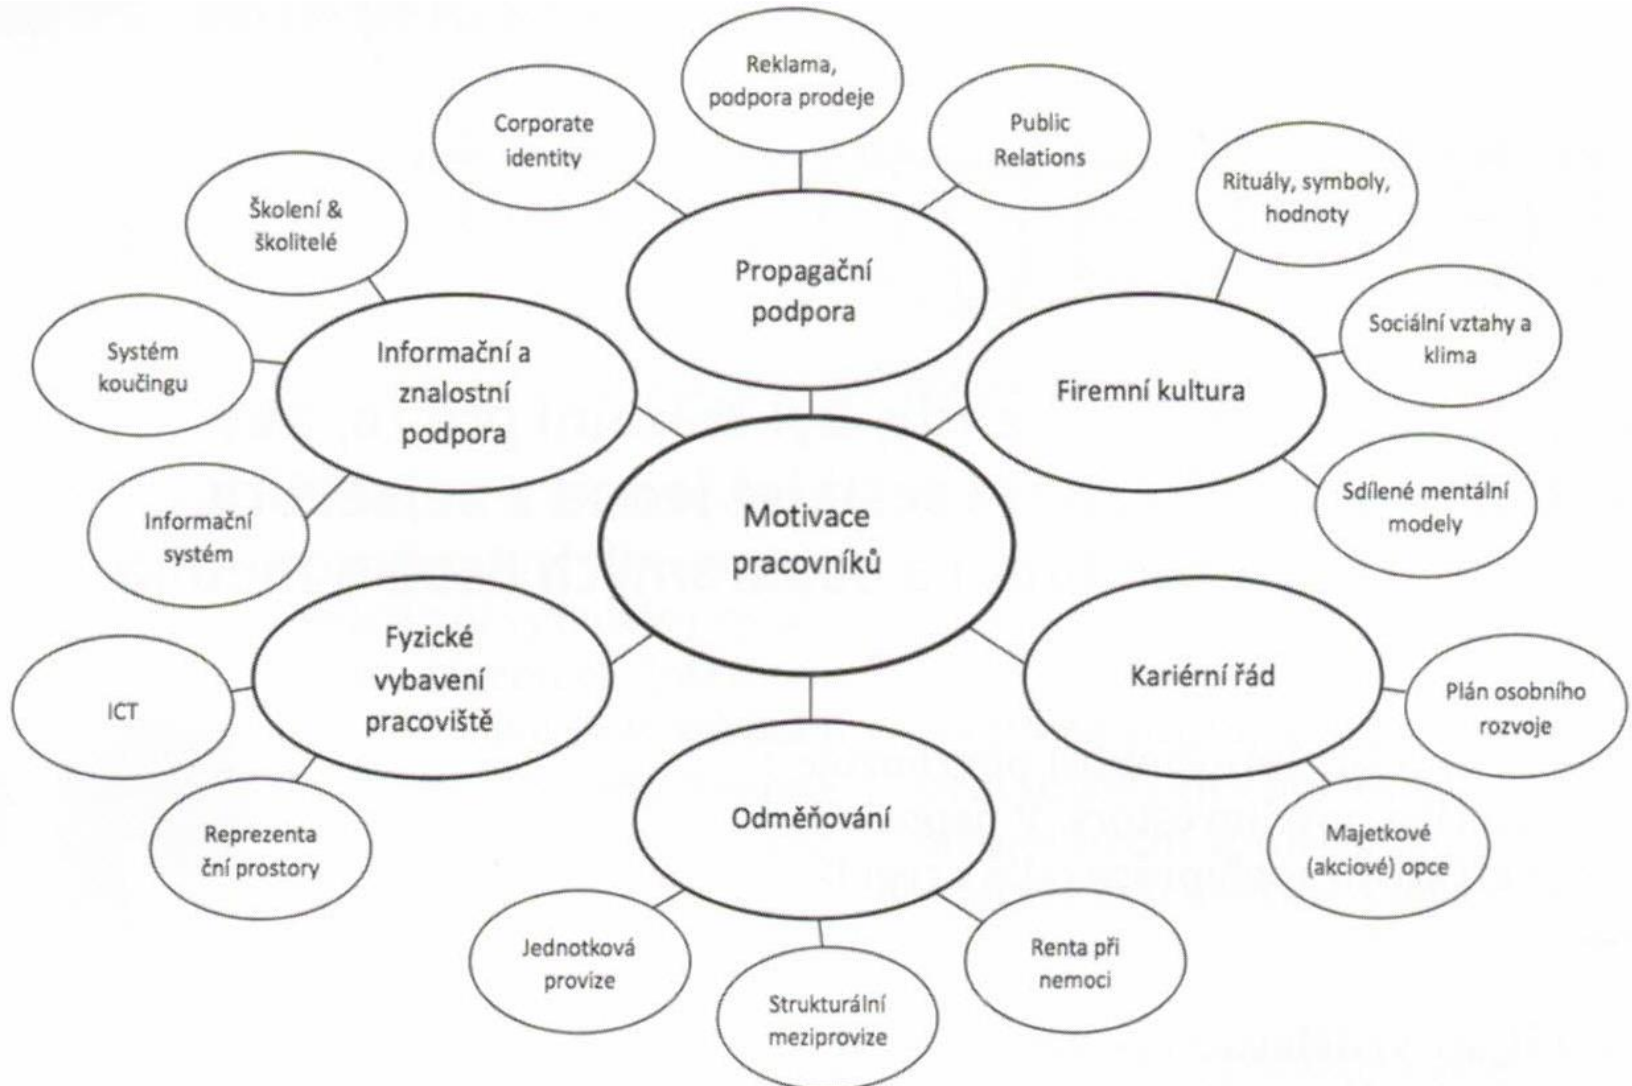 Reklama,
podpora prodeje
Corporate
identity
Public
Relations
Školení &
školitelé
Rituály, symboly,
hodnoty
Propagační
podpora
Systém
koučingu
Informační a
znalostní
podpora
Firemní kultura
Sociální vztahy a
klima
Informační
systém
Motivace
pracovníků
Sdílené mentální
modely
Fyzické
vybavení
pracoviště
Kariérní řád
ICT
Plán osobního
rozvoje
Reprezenta
ční prostory
Odměňování
Majetkové
(akciové) opce
Jednotková
provize
Strukturální
meziprovize
Renta při
nemoci